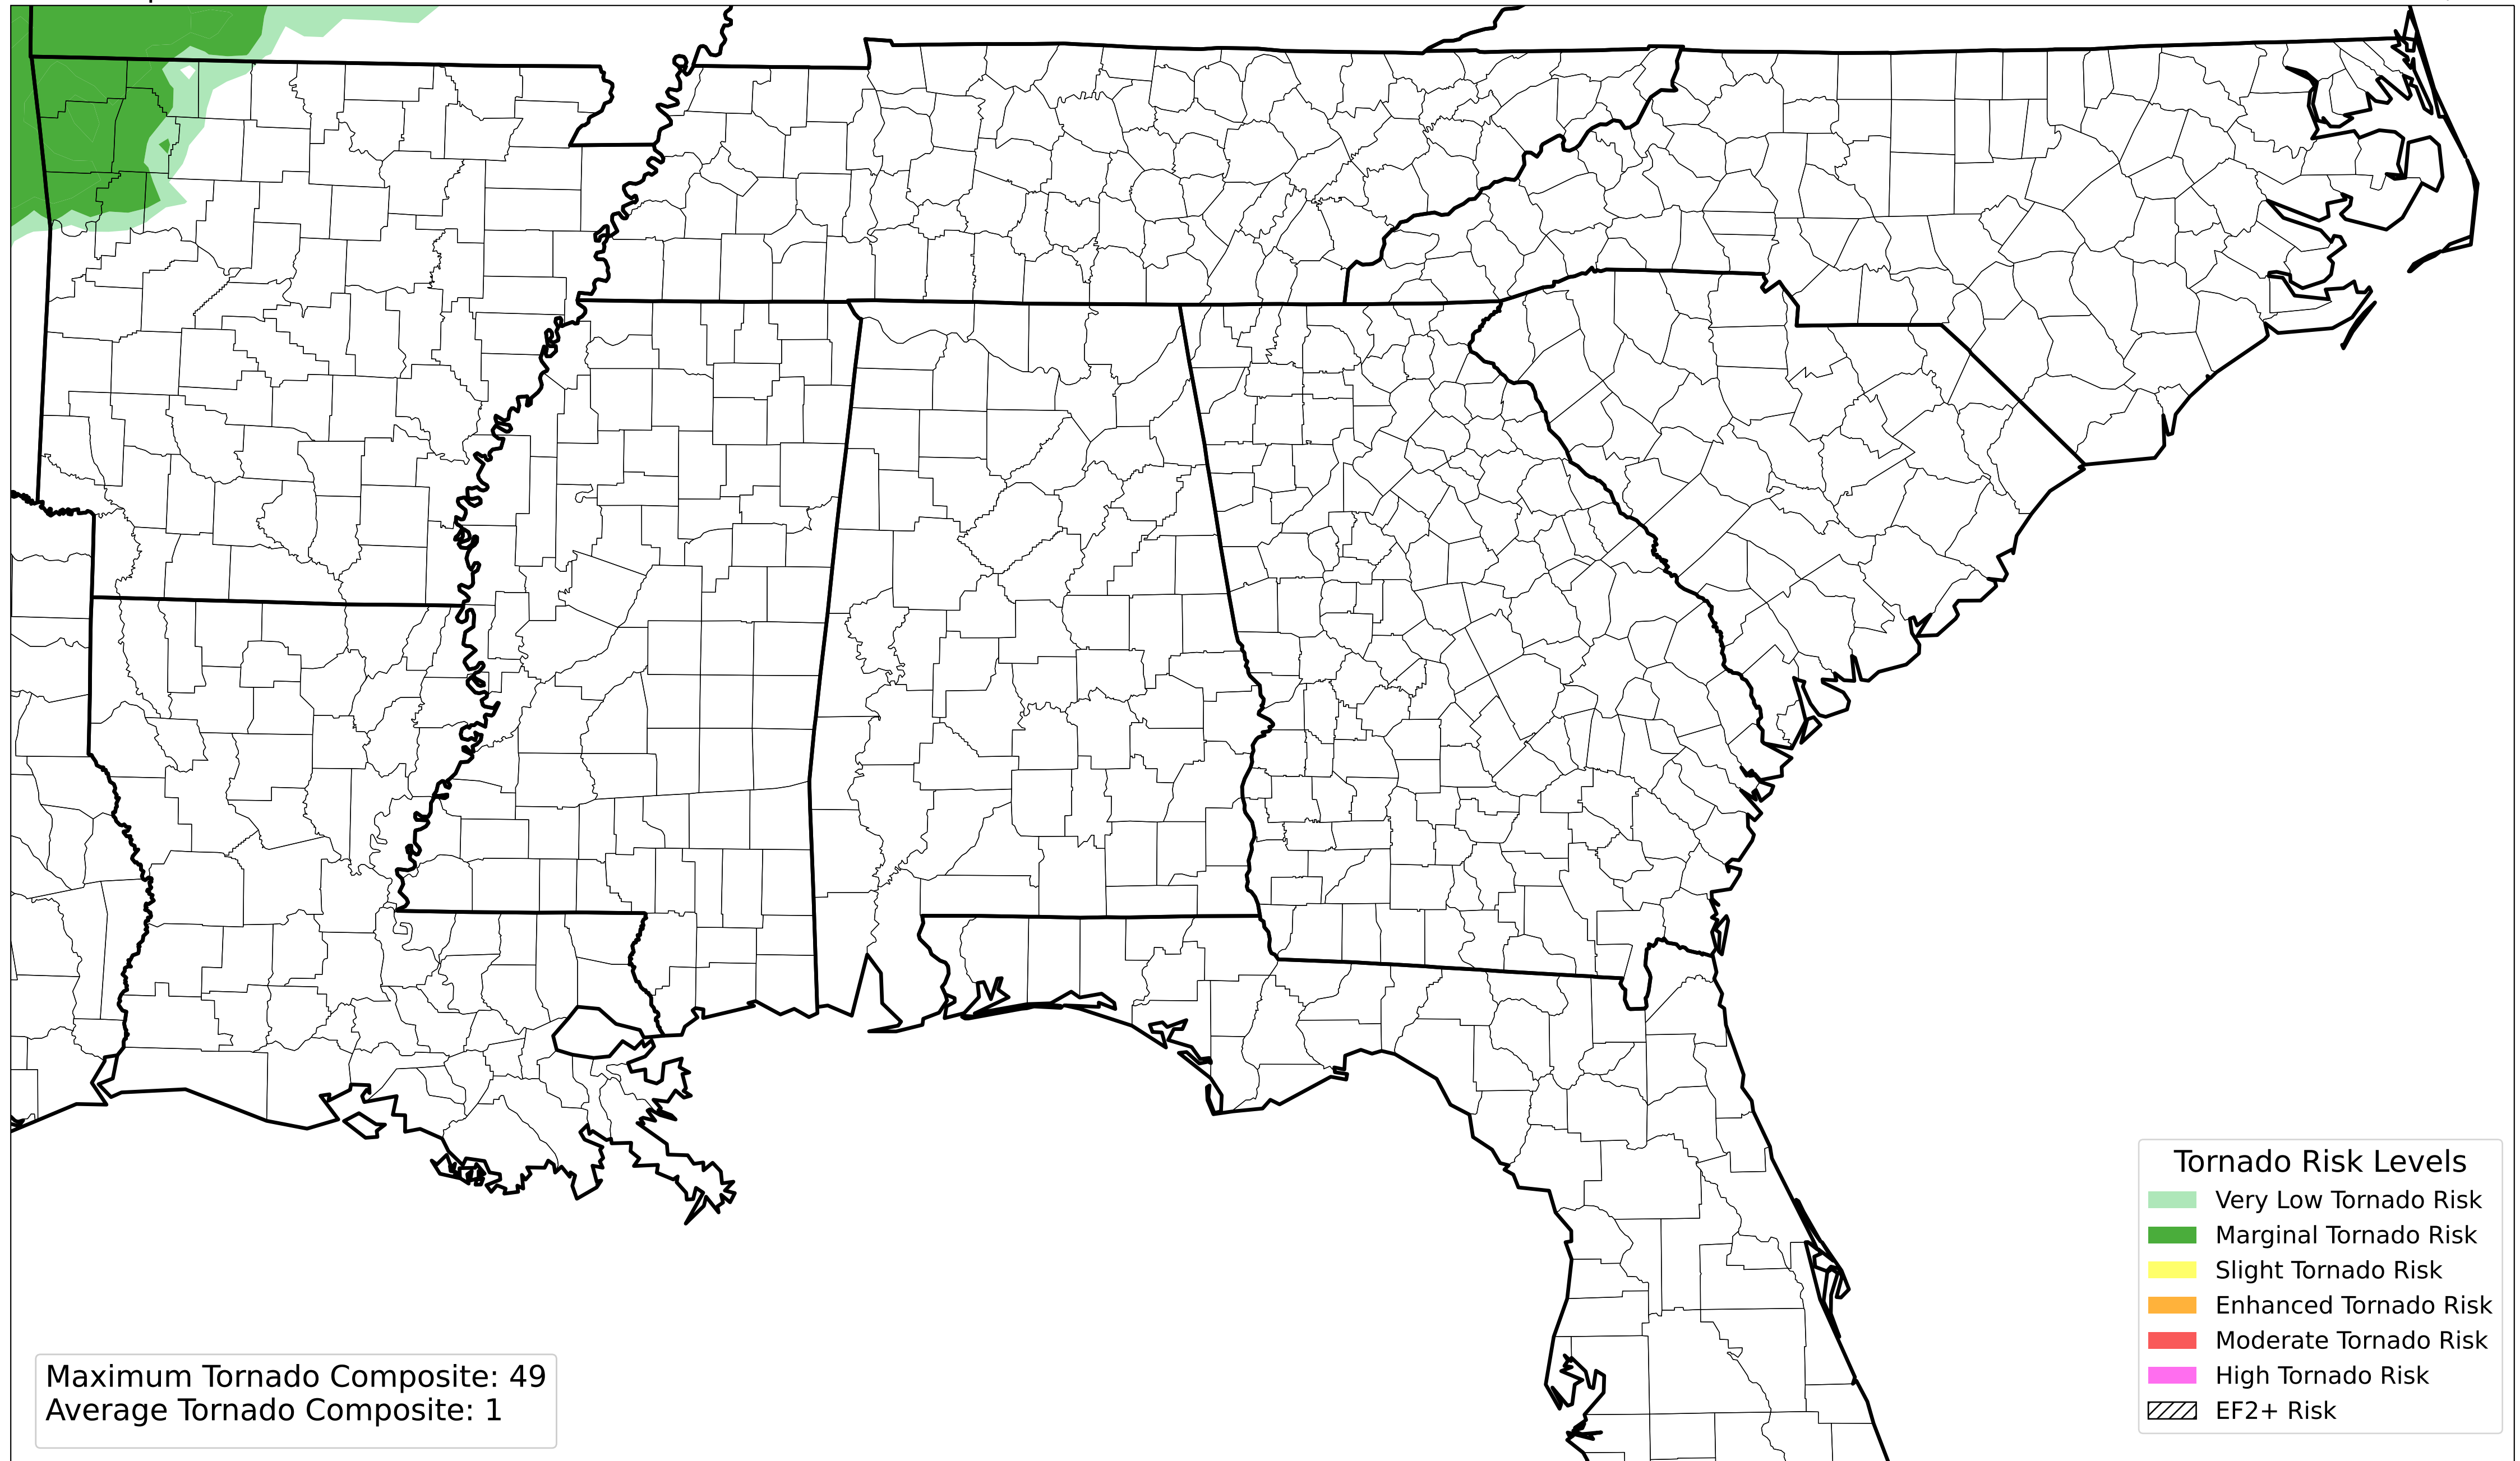 Tornado Risk Levels
Very Low Tornado Risk
Marginal Tornado Risk
Slight Tornado Risk
Enhanced Tornado Risk
Moderate Tornado Risk
High Tornado Risk
EF2+ Risk
Maximum Tornado Composite: 49
Average Tornado Composite: 1